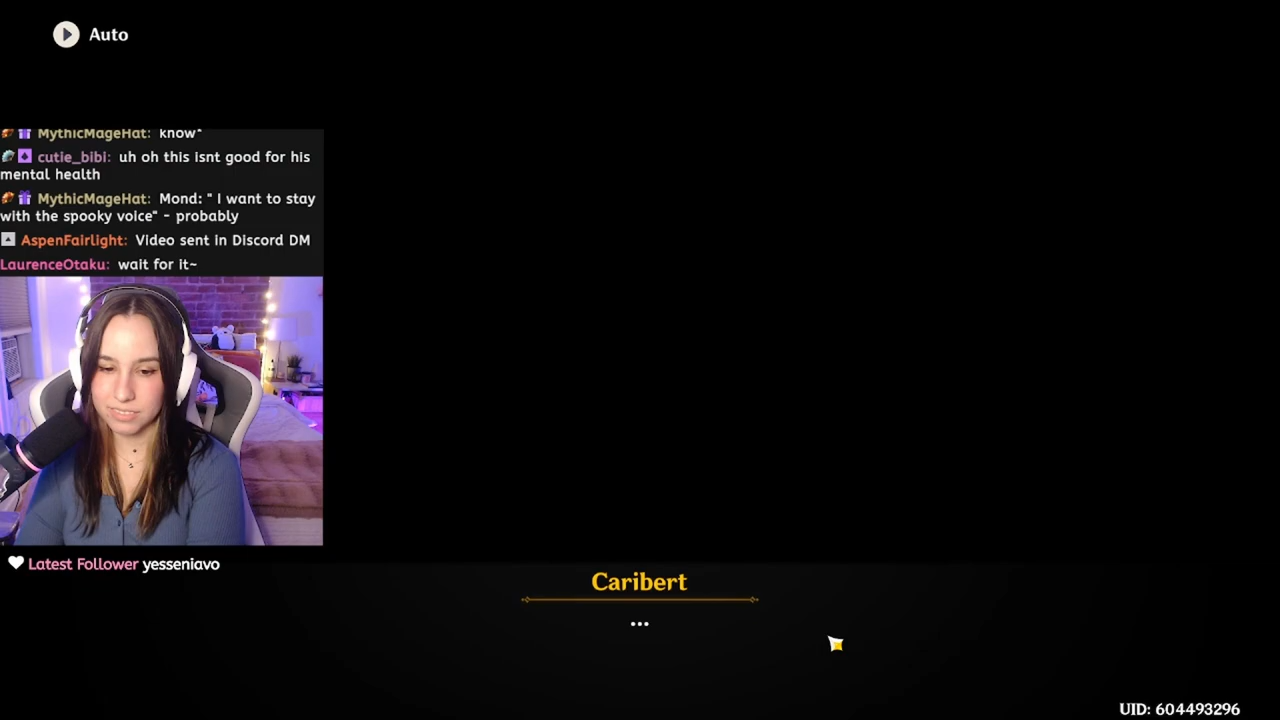 Auto
MythicMageHat: know*
cutie_bibi: uh oh this isnt good for his
mental health
MythicMageHat: Mond: " I want to stay
with the spooky voice" - probably
AspenFairlight: Video sent in Discord DM
LaurenceOtaku: wait for it~
Latest Follower yesseniavo
Caribert
...
UID: 604493296